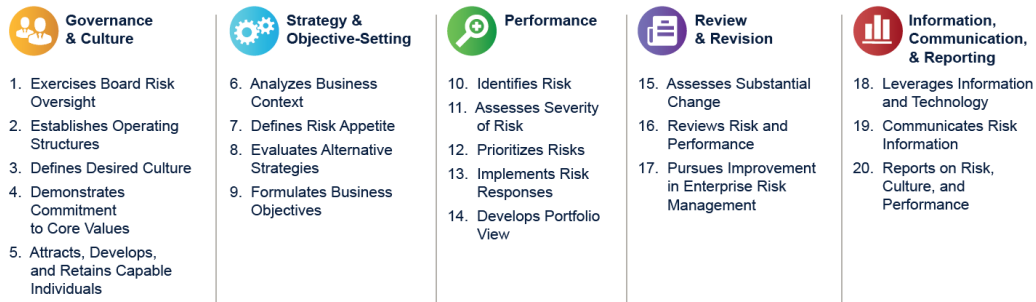 Governance
& Culture
1. Exercises Board Risk
Oversight
2. Establishes Operating
Structures
3. Defines Desired Culture
4. Demonstrates
Commitment
to Core Values
5. Attracts, Develops,
and Retains Capable
Individuals
Strategy &
Objective-Setting
6. Analyzes Business
Context
7. Defines Risk Appetite
8. Evaluates Alternative
Strategies
9. Formulates Business
Objectives
Performance
10. Identifies Risk
11. Assesses Severity
of Risk
12. Prioritizes Risks
13. Implements Risk
Responses
14. Develops Portfolio
View
Review
& Revision
15. Assesses Substantial
Change
16. Reviews Risk and
Performance
17. Pursues Improvement
in Enterprise Risk
Management
Information,
Communication,
& Reporting
18. Leverages Information
and Technology
19. Communicates Risk
Information
20. Reports on Risk,
Culture, and
Performance